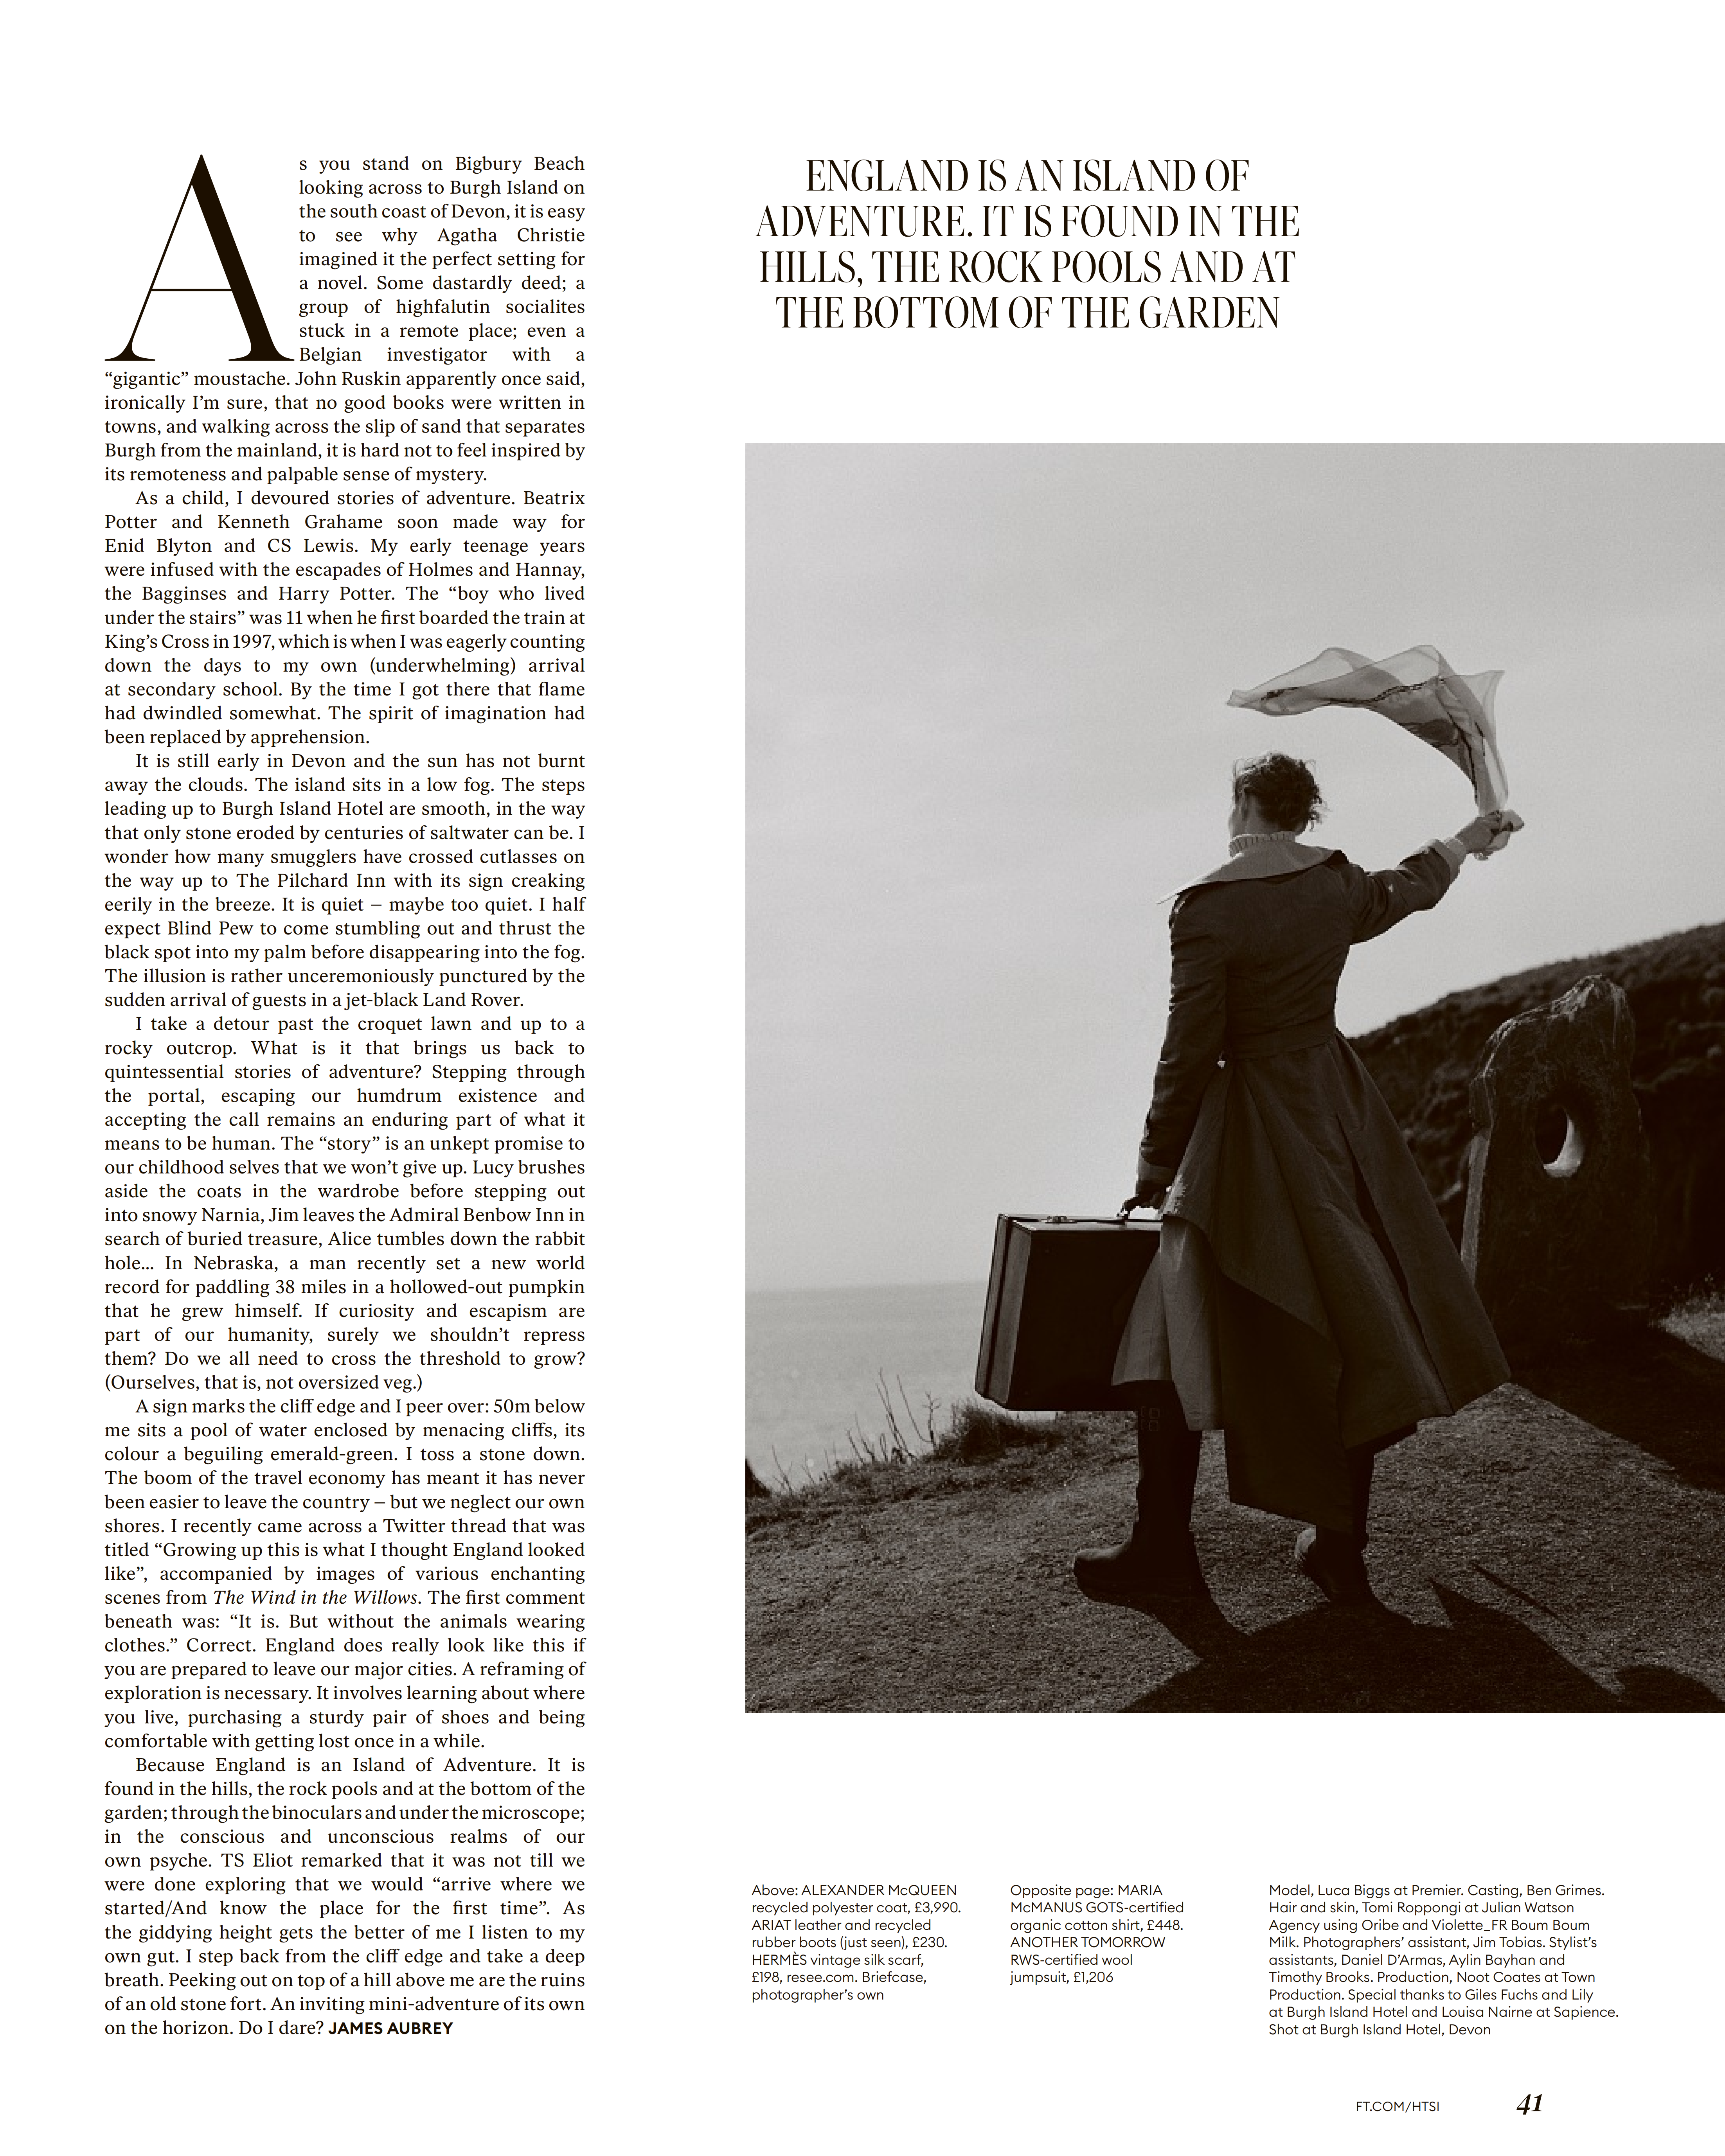 As you stand on Bigbury Beach
looking across to Burgh Island on
the south coast of Devon, it is easy
to see why Agatha Christie
imagined it the perfect setting for
a novel. Some dastardly deed; a
group of highfalutin socialites
stuck in a remote place; even a
Belgian investigator with a
“gigantic” moustache. John Ruskin apparently once said,
ironically I’m sure, that no good books were written in
towns, and walking across the slip of sand that separates
Burgh from the mainland, it is hard not to feel inspired by
its remoteness and palpable sense of mystery.
As a child, I devoured stories of adventure. Beatrix
Potter and Kenneth Grahame soon made way for
Enid Blyton and CS Lewis. My early teenage years
were infused with the escapades of Holmes and Hannay,
the Bagginses and Harry Potter. The “boy who lived
under the stairs” was 11 when he first boarded the train at
King’s Cross in 1997, which is when I was eagerly counting
down the days to my own (underwhelming) arrival
at secondary school. By the time I got there that flame
had dwindled somewhat. The spirit of imagination had
been replaced by apprehension.
It is still early in Devon and the sun has not burnt
away the clouds. The island sits in a low fog. The steps
leading up to Burgh Island Hotel are smooth, in the way
that only stone eroded by centuries of saltwater can be. I
wonder how many smugglers have crossed cutlasses on
the way up to The Pilchard Inn with its sign creaking
eerily in the breeze. It is quiet – maybe too quiet. I half
expect Blind Pew to come stumbling out and thrust the
black spot into my palm before disappearing into the fog.
The illusion is rather unceremoniously punctured by the
sudden arrival of guests in a jet-black Land Rover.
I take a detour past the croquet lawn and up to a
rocky outcrop. What is it that brings us back to
quintessential stories of adventure? Stepping through
the portal, escaping our humdrum existence and
accepting the call remains an enduring part of what it
means to be human. The “story” is an unkept promise to
our childhood selves that we won’t give up. Lucy brushes
aside the coats in the wardrobe before stepping out
into snowy Narnia, Jim leaves the Admiral Benbow Inn in
search of buried treasure, Alice tumbles down the rabbit
hole... In Nebraska, a man recently set a new world
record for paddling 38 miles in a hollowed-out pumpkin
that he grew himself. If curiosity and escapism are
part of our humanity, surely we shouldn’t repress
them? Do we all need to cross the threshold to grow?
(Ourselves, that is, not oversized veg.)
A sign marks the cliff edge and I peer over: 50m below
me sits a pool of water enclosed by menacing cliffs, its
colour a beguiling emerald-green. I toss a stone down.
The boom of the travel economy has meant it has never
been easier to leave the country – but we neglect our own
shores. I recently came across a Twitter thread that was
titled “Growing up this is what I thought England looked
like”, accompanied by images of various enchanting
scenes from The Wind in the Willows. The first comment
beneath was: “It is. But without the animals wearing
clothes.” Correct. England does really look like this if
you are prepared to leave our major cities. A reframing of
exploration is necessary. It involves learning about where
you live, purchasing a sturdy pair of shoes and being
comfortable with getting lost once in a while.
Because England is an Island of Adventure. It is
found in the hills, the rock pools and at the bottom of the
garden; through the binoculars and under the microscope;
in the conscious and unconscious realms of our
own psyche. TS Eliot remarked that it was not till we
were done exploring that we would “arrive where we
started/And know the place for the first time”. As
the giddying height gets the better of me I listen to my
own gut. I step back from the cliff edge and take a deep
breath. Peeking out on top of a hill above me are the ruins
of an old stone fort. An inviting mini-adventure of its own
on the horizon. Do I dare? JAMES AUBREY
ENGLAND IS AN ISLAND OF
ADVENTURE. IT IS FOUND IN THE
HILLS, THE ROCK POOLS AND AT
THE BOTTOM OF THE GARDEN
Above: ALEXANDER McQUEEN
recycled polyester coat, £3,990.
ARIAT leather and recycled
rubber boots (just seen), £230.
HERMÈS vintage silk scarf,
£198, resee.com. Briefcase,
photographer’s own
Opposite page: MARIA
McMANUS GOTS-certified
organic cotton shirt, £448.
ANOTHER TOMORROW
RWS-certified wool
jumpsuit, £1,206
Model, Luca Biggs at Premier. Casting, Ben Grimes.
Hair and skin, Tomi Roppongi at Julian Watson
Agency using Oribe and Violette_FR Boum Boum
Milk. Photographers’ assistant, Jim Tobias. Stylist’s
assistants, Daniel D’Armas, Aylin Bayhan and
Timothy Brooks. Production, Noot Coates at Town
Production. Special thanks to Giles Fuchs and Lily
at Burgh Island Hotel and Louisa Nairne at Sapience.
Shot at Burgh Island Hotel, Devon
FT.COM/HTSI
41